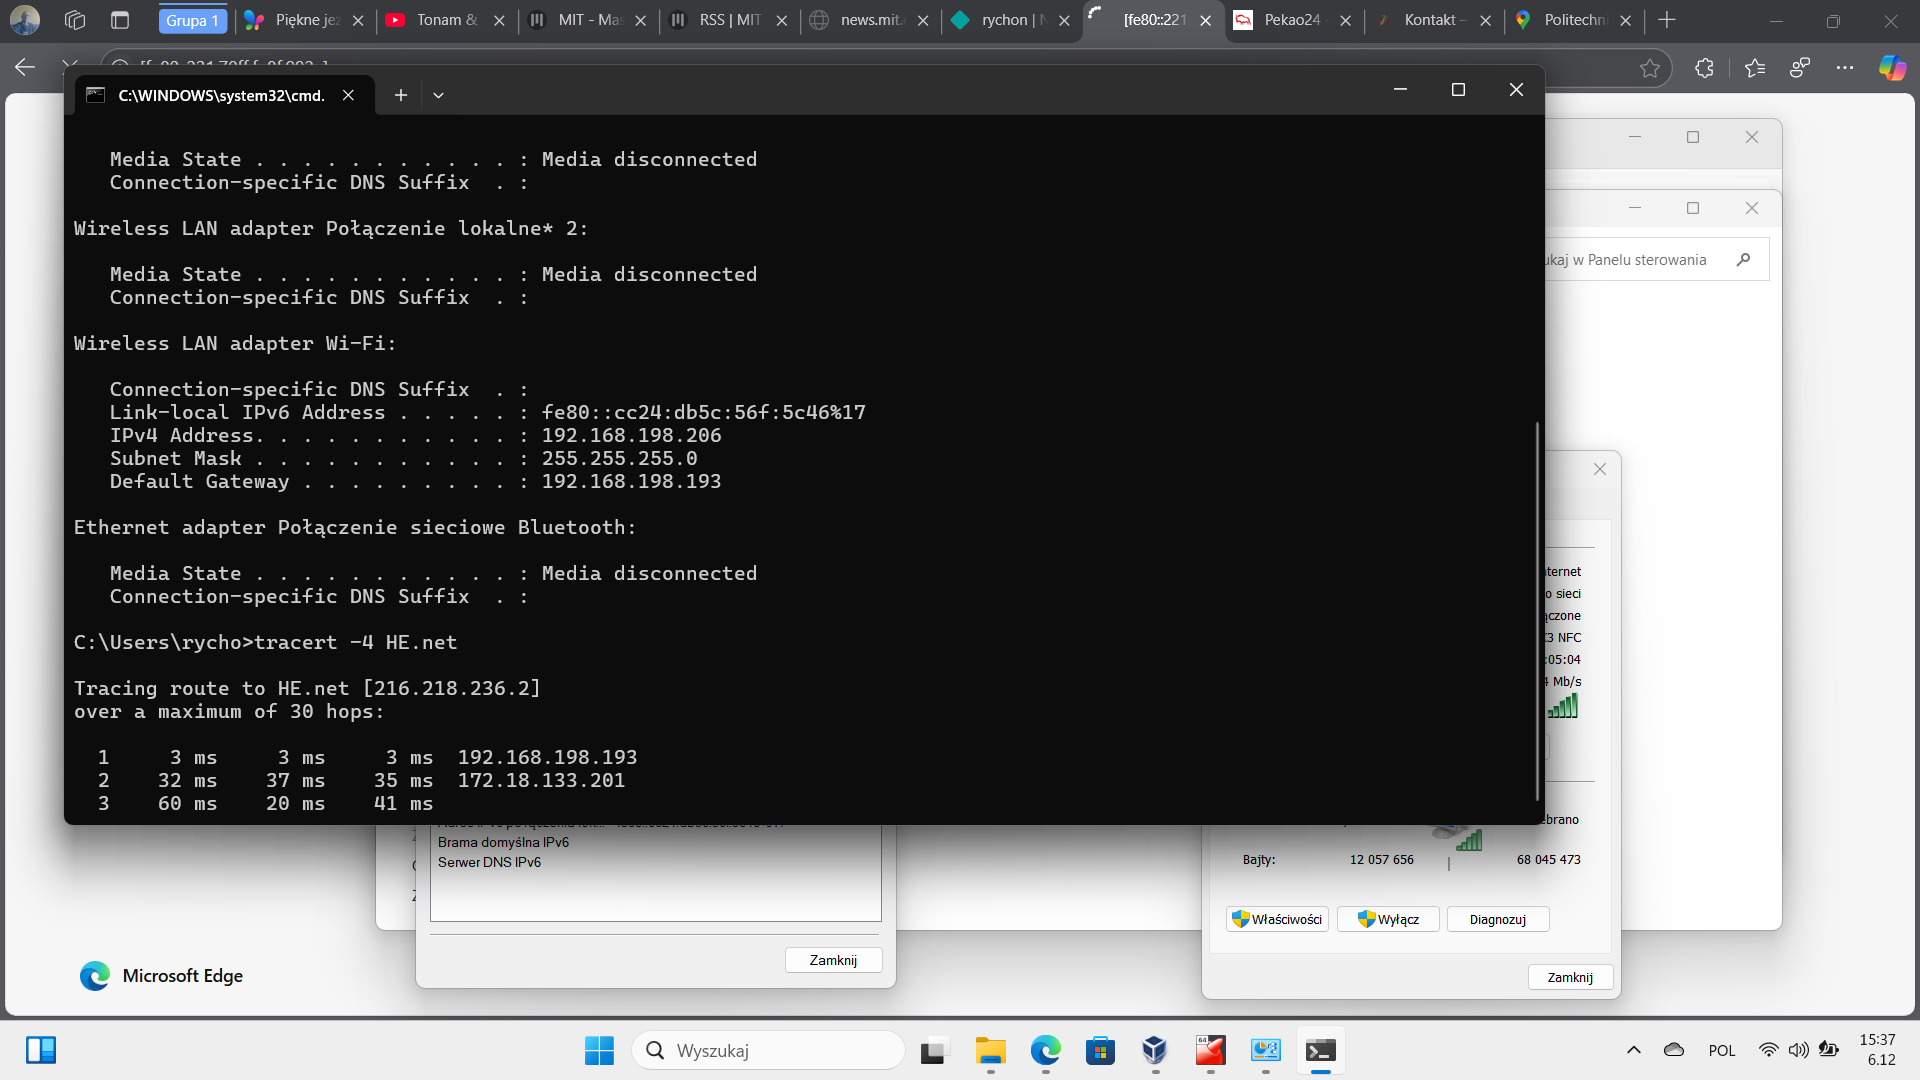 Grupa 1
Piękne jez
Tonam &
MIT - Mas
RSS | MIT
news.mit.
rychon | N
[fe80::221
Pekao24 -
Kontakt –
Politechni
C:\WINDOWS\system32\cmd.
Media State . . . . . . . . . . . : Media disconnected
Connection-specific DNS Suffix  . :
Wireless LAN adapter Połączenie lokalne* 2:
Media State . . . . . . . . . . . : Media disconnected
Connection-specific DNS Suffix  . :
Wireless LAN adapter Wi-Fi:
Connection-specific DNS Suffix  . :
Link-local IPv6 Address . . . . . : fe80::cc24:db5c:56f:5c46%17
IPv4 Address. . . . . . . . . . . : 192.168.198.206
Subnet Mask . . . . . . . . . . . : 255.255.255.0
Default Gateway . . . . . . . . . : 192.168.198.193
Ethernet adapter Połączenie sieciowe Bluetooth:
Media State . . . . . . . . . . . : Media disconnected
Connection-specific DNS Suffix  . :
C:\Users\rycho>tracert -4 HE.net
Tracing route to HE.net [216.218.236.2]
over a maximum of 30 hops:
1     3 ms     3 ms     3 ms  192.168.198.193
2    32 ms    37 ms    35 ms  172.18.133.201
3    60 ms    20 ms    41 ms
ukaj w Panelu sterowania
ternet
o sieci
ączone
K3 NFC
:05:04
4 Mb/s
ebrano
Bajty: 12 057 656 | 68 045 473
Właściwości
Wyłącz
Diagnozuj
Zamknij
Brama domyślna IPv6
Serwer DNS IPv6
Zamknij
Microsoft Edge
Wyszukaj
64
POL
15:37
6.12